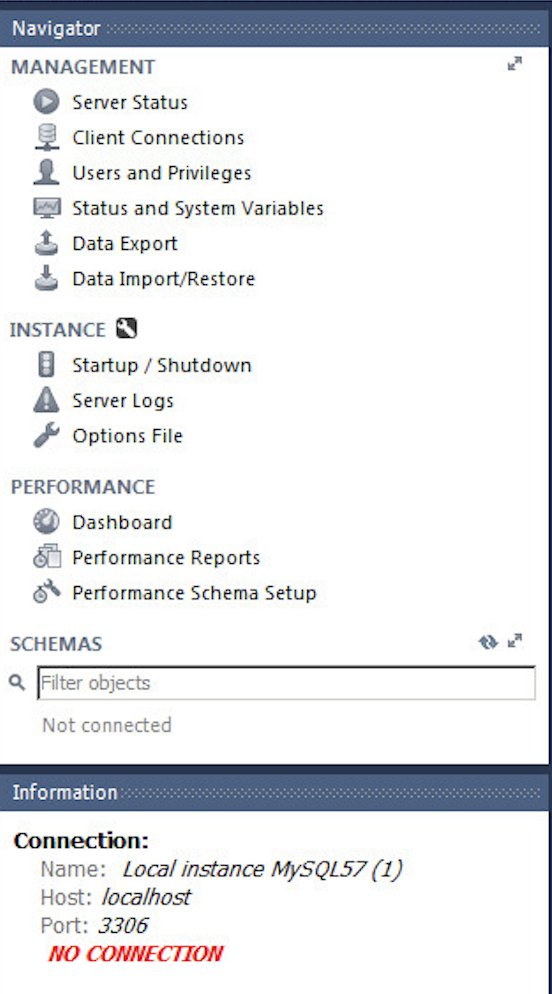 Navigator
MANAGEMENT
Server Status
Client Connections
Users and Privileges
Status and System Variables
Data Export
Data Import/Restore
INSTANCE
Startup / Shutdown
Server Logs
Options File
PERFORMANCE
Dashboard
Performance Reports
Performance Schema Setup
SCHEMAS
Filter objects
Not connected
Information
Connection:
Name: Local instance MySQL57 (1)
Host: localhost
Port: 3306
NO CONNECTION